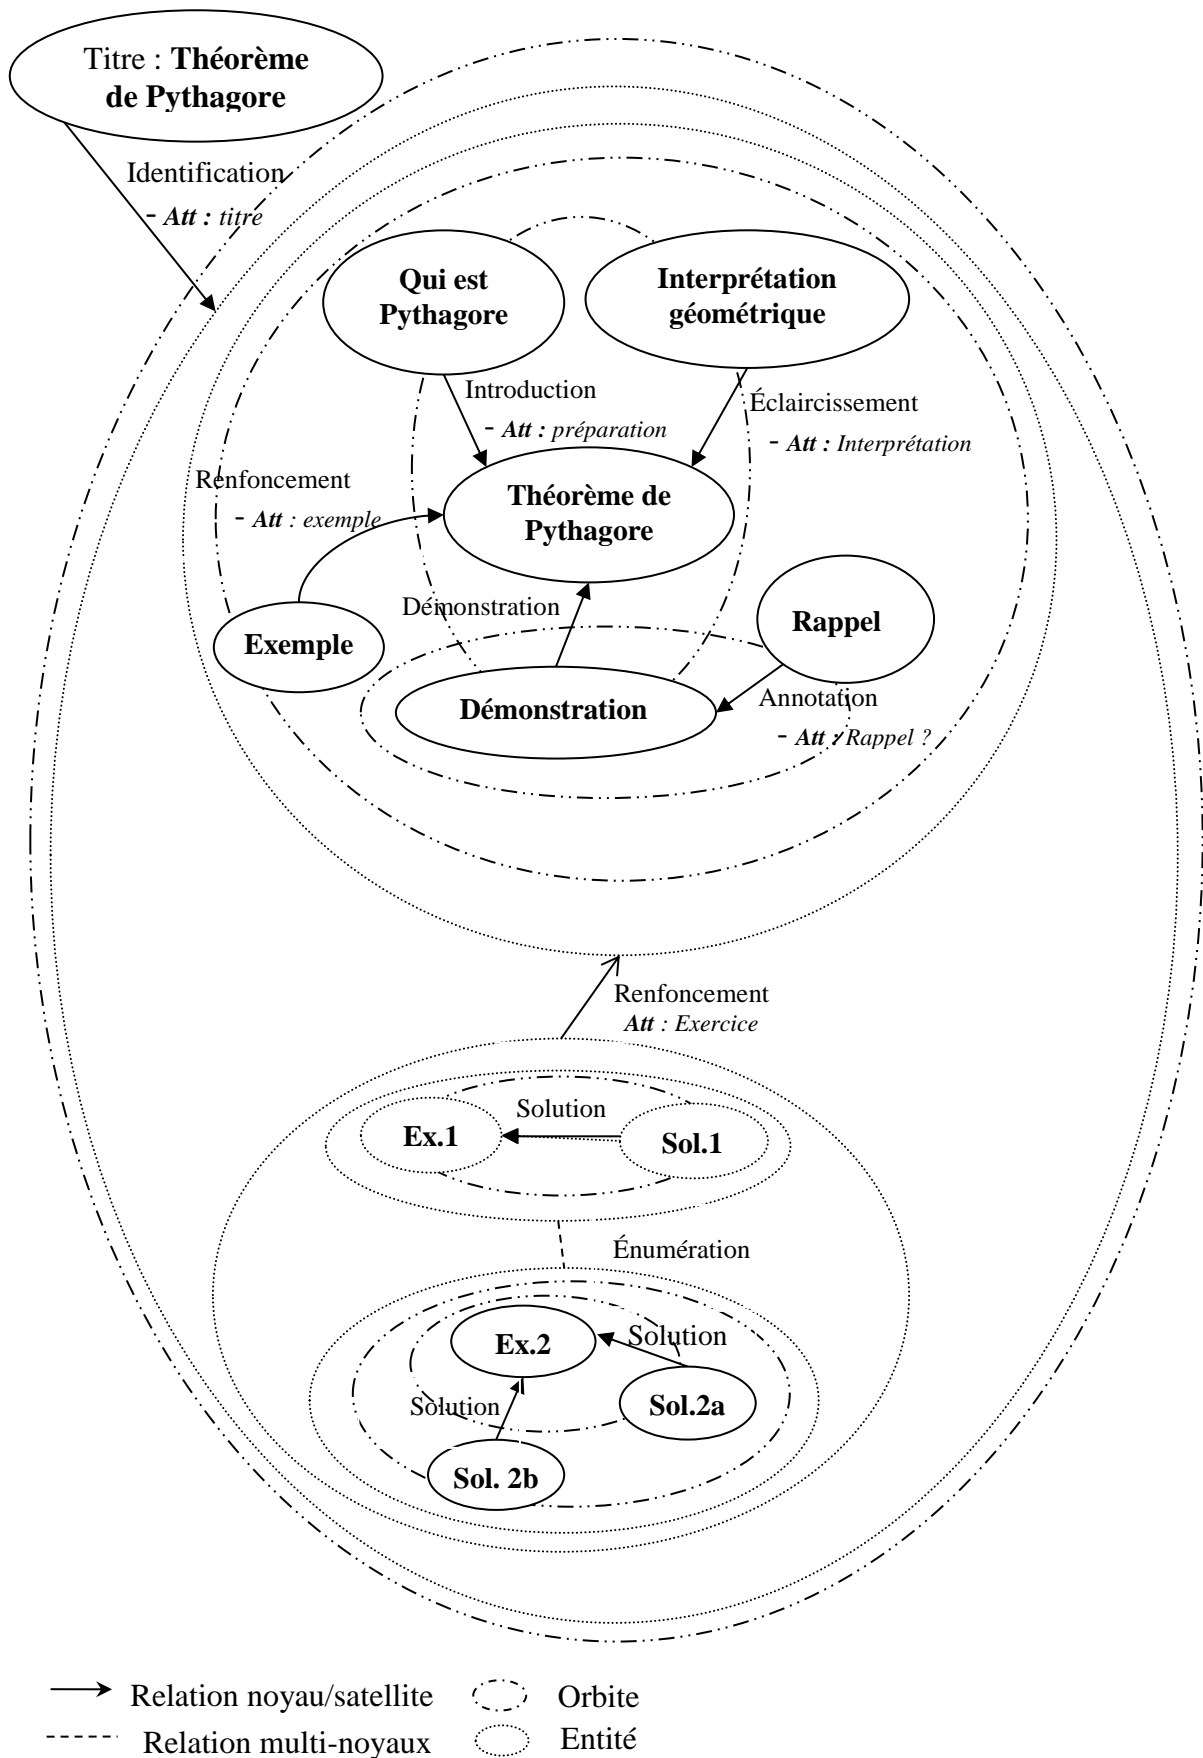 Titre : Théorème
de Pythagore
Identification
- Att : titre
Qui est
Pythagore
Interprétation
géométrique
Introduction
- Att : préparation
Éclaircissement
- Att : Interprétation
Renfoncement
- Att : exemple
Théorème de
Pythagore
Démonstration
Rappel
Exemple
Démonstration
Annotation
- Att : Rappel ?
Renfoncement
Att : Exercice
Solution
Ex.1
Sol.1
Énumération
Ex.2
Solution
Solution
Sol.2a
Sol. 2b
Relation noyau/satellite
Orbite
Relation multi-noyaux
Entité